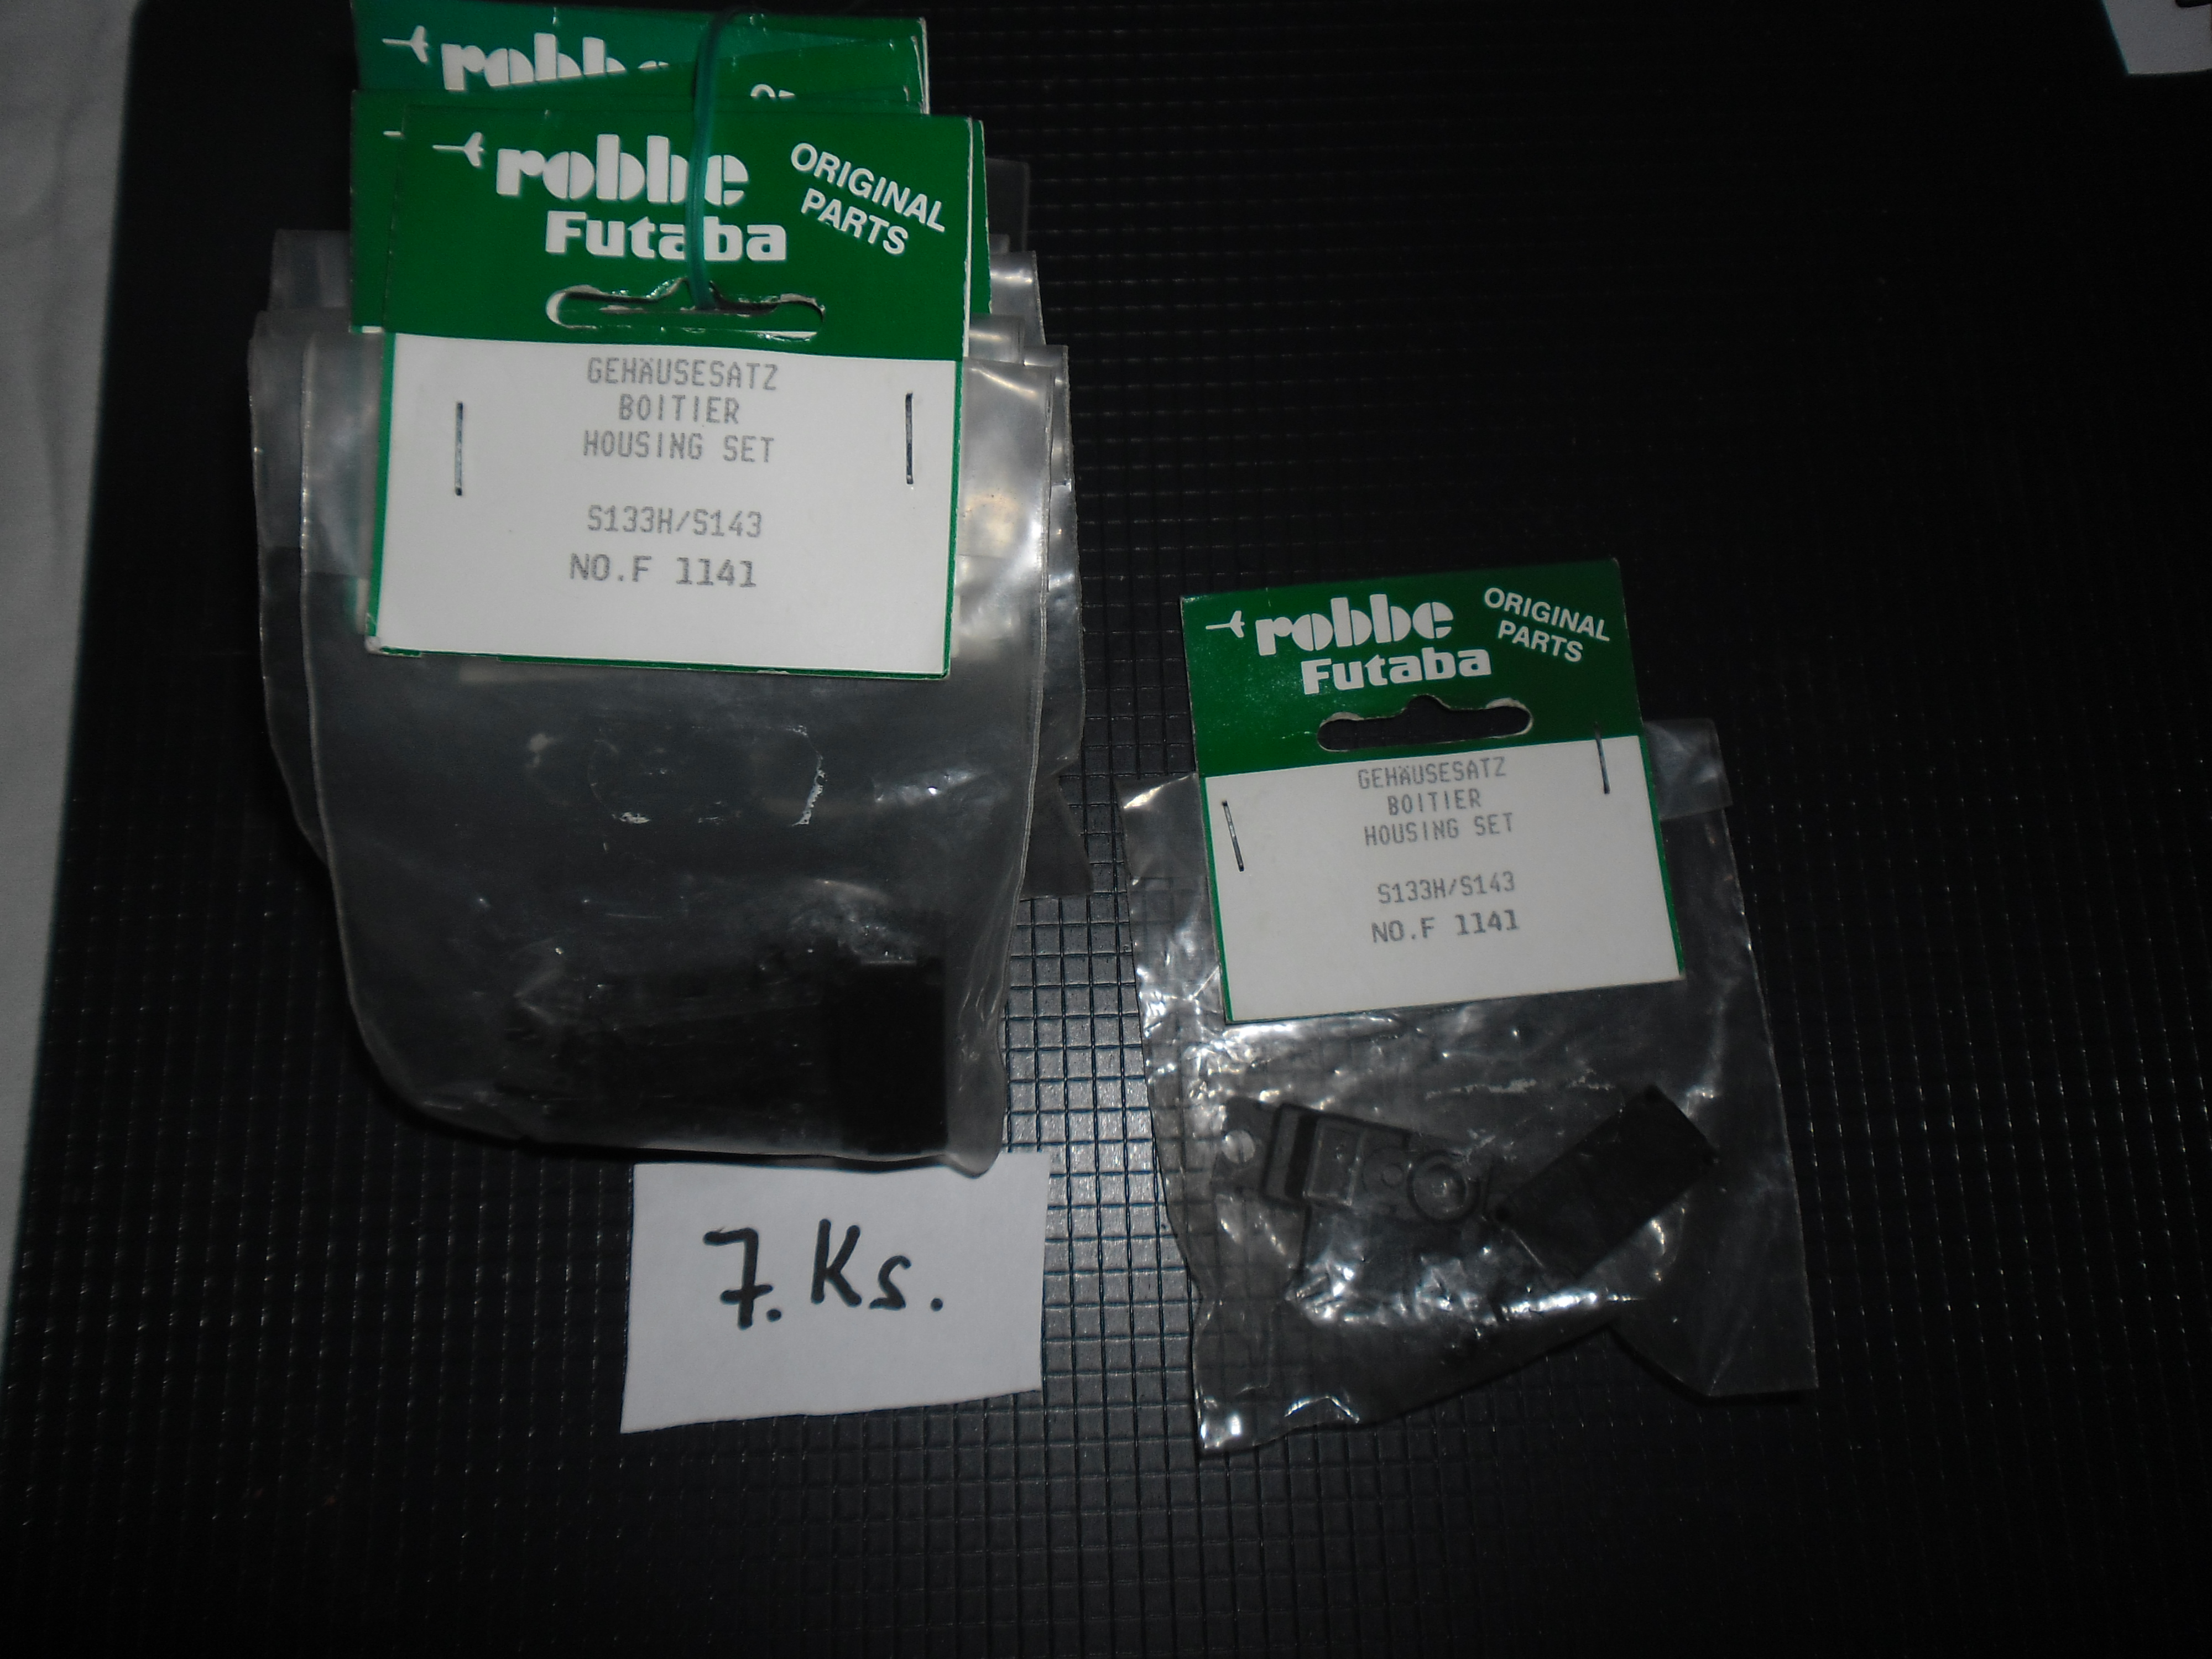 robbe
robbe
Futaba
ORIGINAL
PARTS
GEHÄUSESATZ
BOITIER
HOUSING SET
S133H/S143
NO.F 1141
robbe
Futaba
ORIGINAL
PARTS
GEHÄUSESATZ
BOITIER
HOUSING SET
S133H/S143
NO.F 1141
7. Ks.